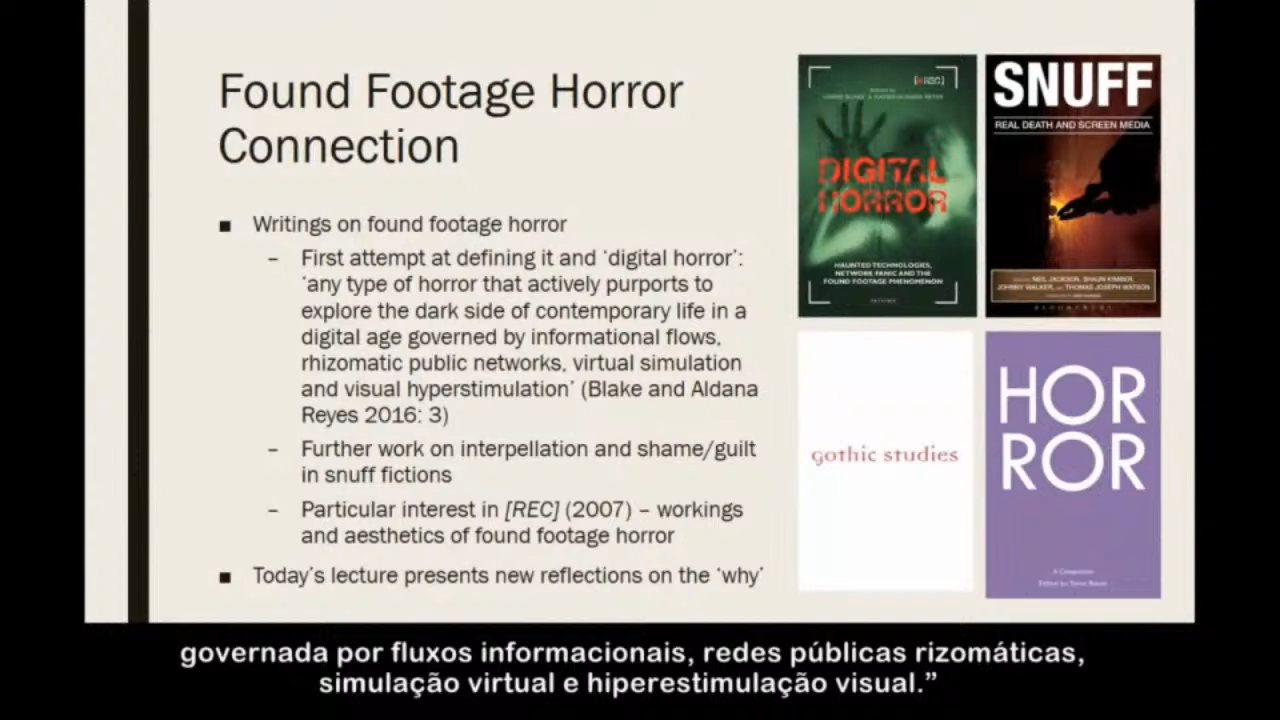 Found Footage Horror
Connection
■ Writings on found footage horror
– First attempt at defining it and ‘digital horror’:
‘any type of horror that actively purports to
explore the dark side of contemporary life in a
digital age governed by informational flows,
rhizomatic public networks, virtual simulation
and visual hyperstimulation’ (Blake and Aldana
Reyes 2016: 3)
– Further work on interpellation and shame/guilt
in snuff fictions
– Particular interest in [REC] (2007) – workings
and aesthetics of found footage horror
■ Today’s lecture presents new reflections on the ‘why’
DIGITAL
HORROR
HAUNTED TECHNOLOGIES,
NETWORK PANIC AND THE
FOUND FOOTAGE PHENOMENON
SNUFF
REAL DEATH AND SCREEN MEDIA
NEIL JACKSON, SHAUN KIMBER,
JOHNNY WALKER, AND THOMAS JOSEPH WATSON
BLOOMSBURY
gothic studies
HOR
ROR
A Companion
Edited by
governada por fluxos informacionais, redes públicas rizomáticas,
simulação virtual e hiperestimulação visual.”